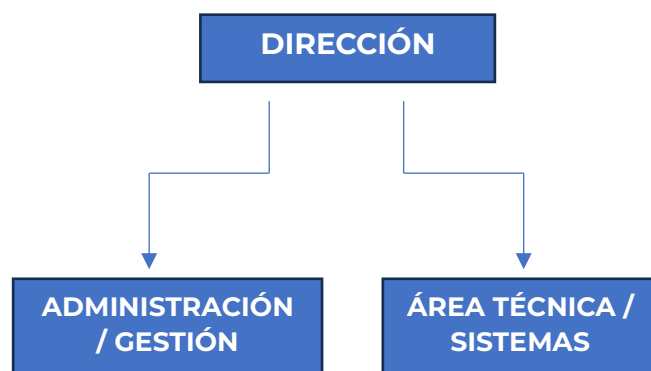 DIRECCIÓN
ADMINISTRACIÓN
/ GESTIÓN
ÁREA TÉCNICA /
SISTEMAS